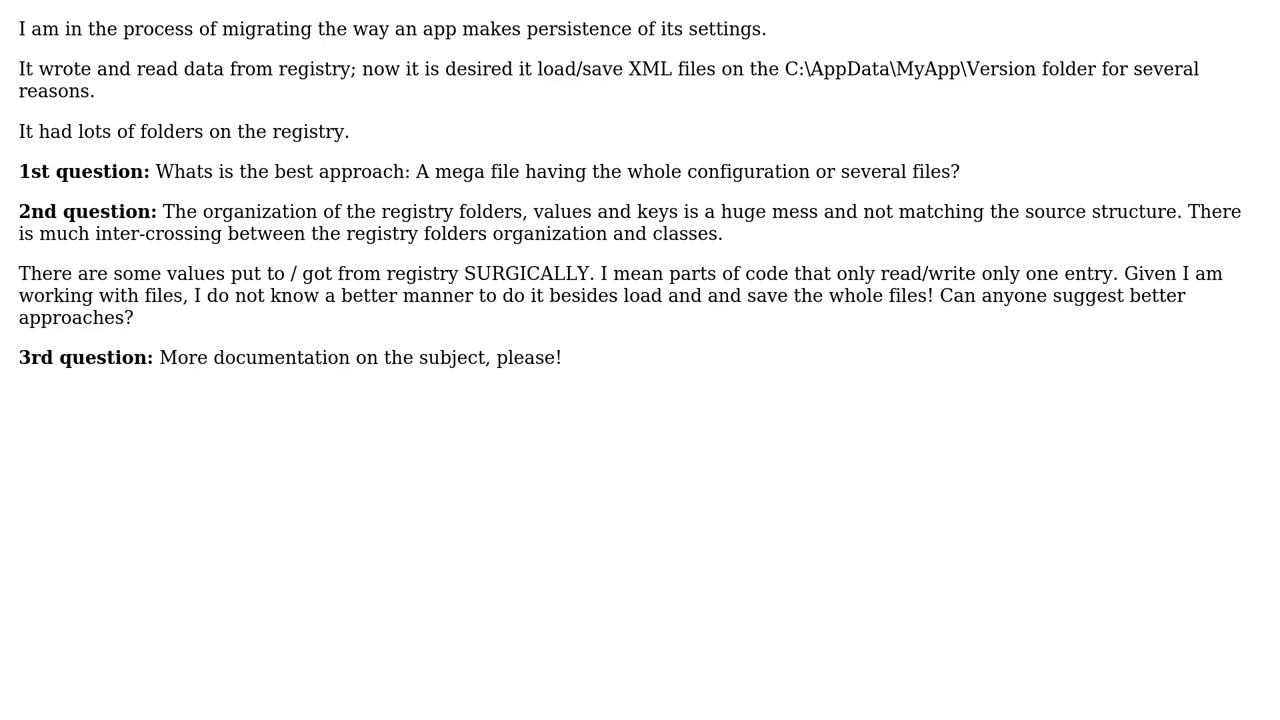 I am in the process of migrating the way an app makes persistence of its settings.
It wrote and read data from registry; now it is desired it load/save XML files on the C:\AppData\MyApp\Version folder for several
reasons.
It had lots of folders on the registry.
1st question: Whats is the best approach: A mega file having the whole configuration or several files?
2nd question: The organization of the registry folders, values and keys is a huge mess and not matching the source structure. There
is much inter-crossing between the registry folders organization and classes.
There are some values put to / got from registry SURGICALLY. I mean parts of code that only read/write only one entry. Given I am
working with files, I do not know a better manner to do it besides load and and save the whole files! Can anyone suggest better
approaches?
3rd question: More documentation on the subject, please!